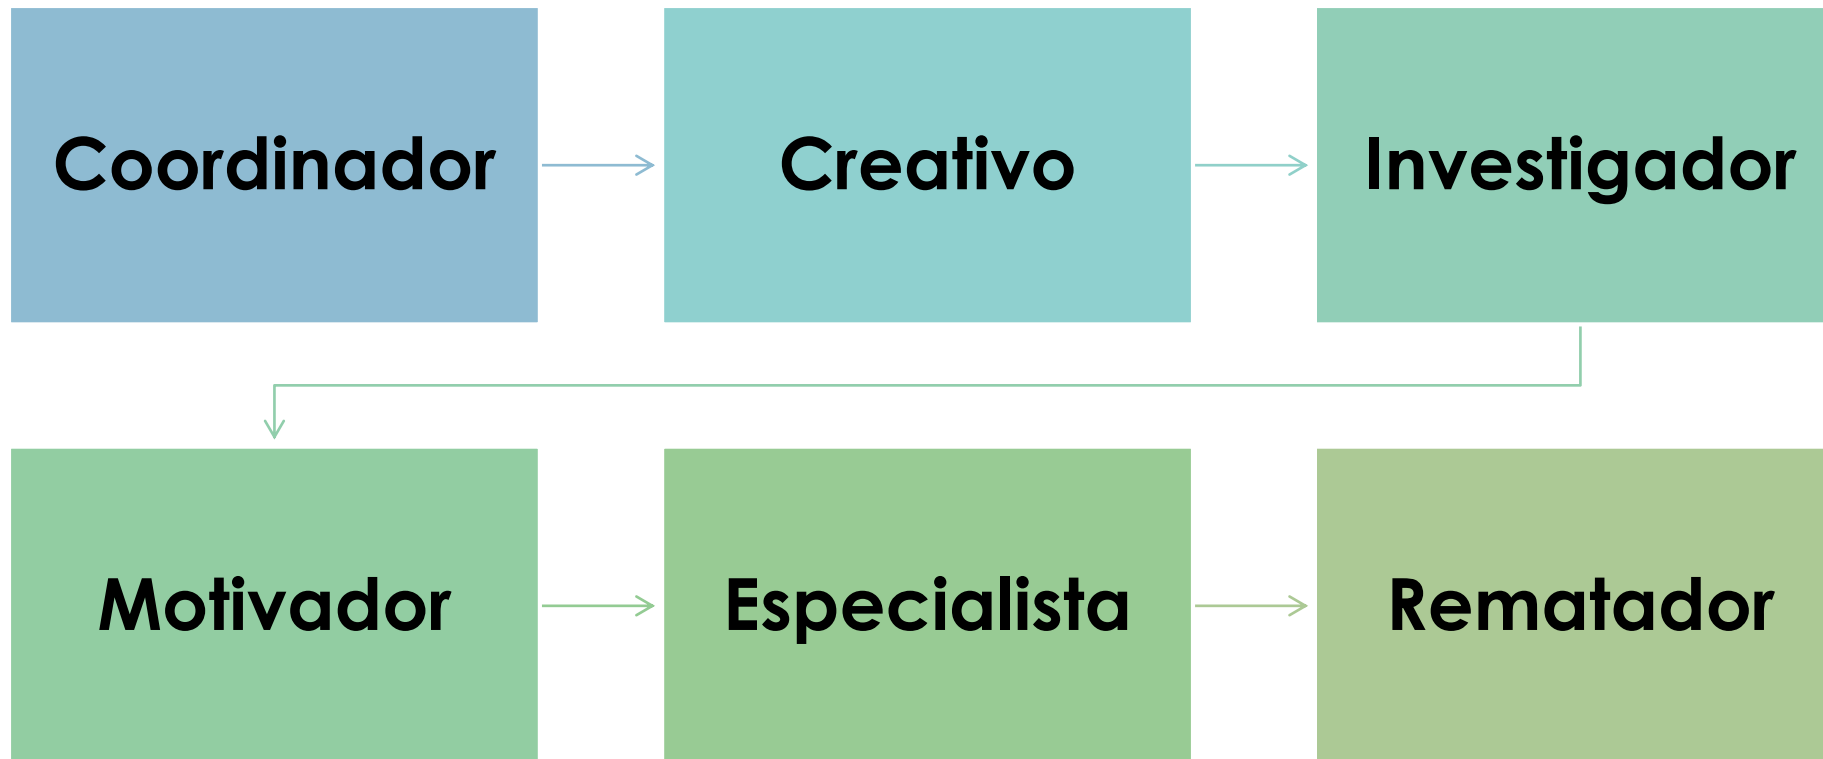 Coordinador
Creativo
Investigador
Motivador
Especialista
Rematador